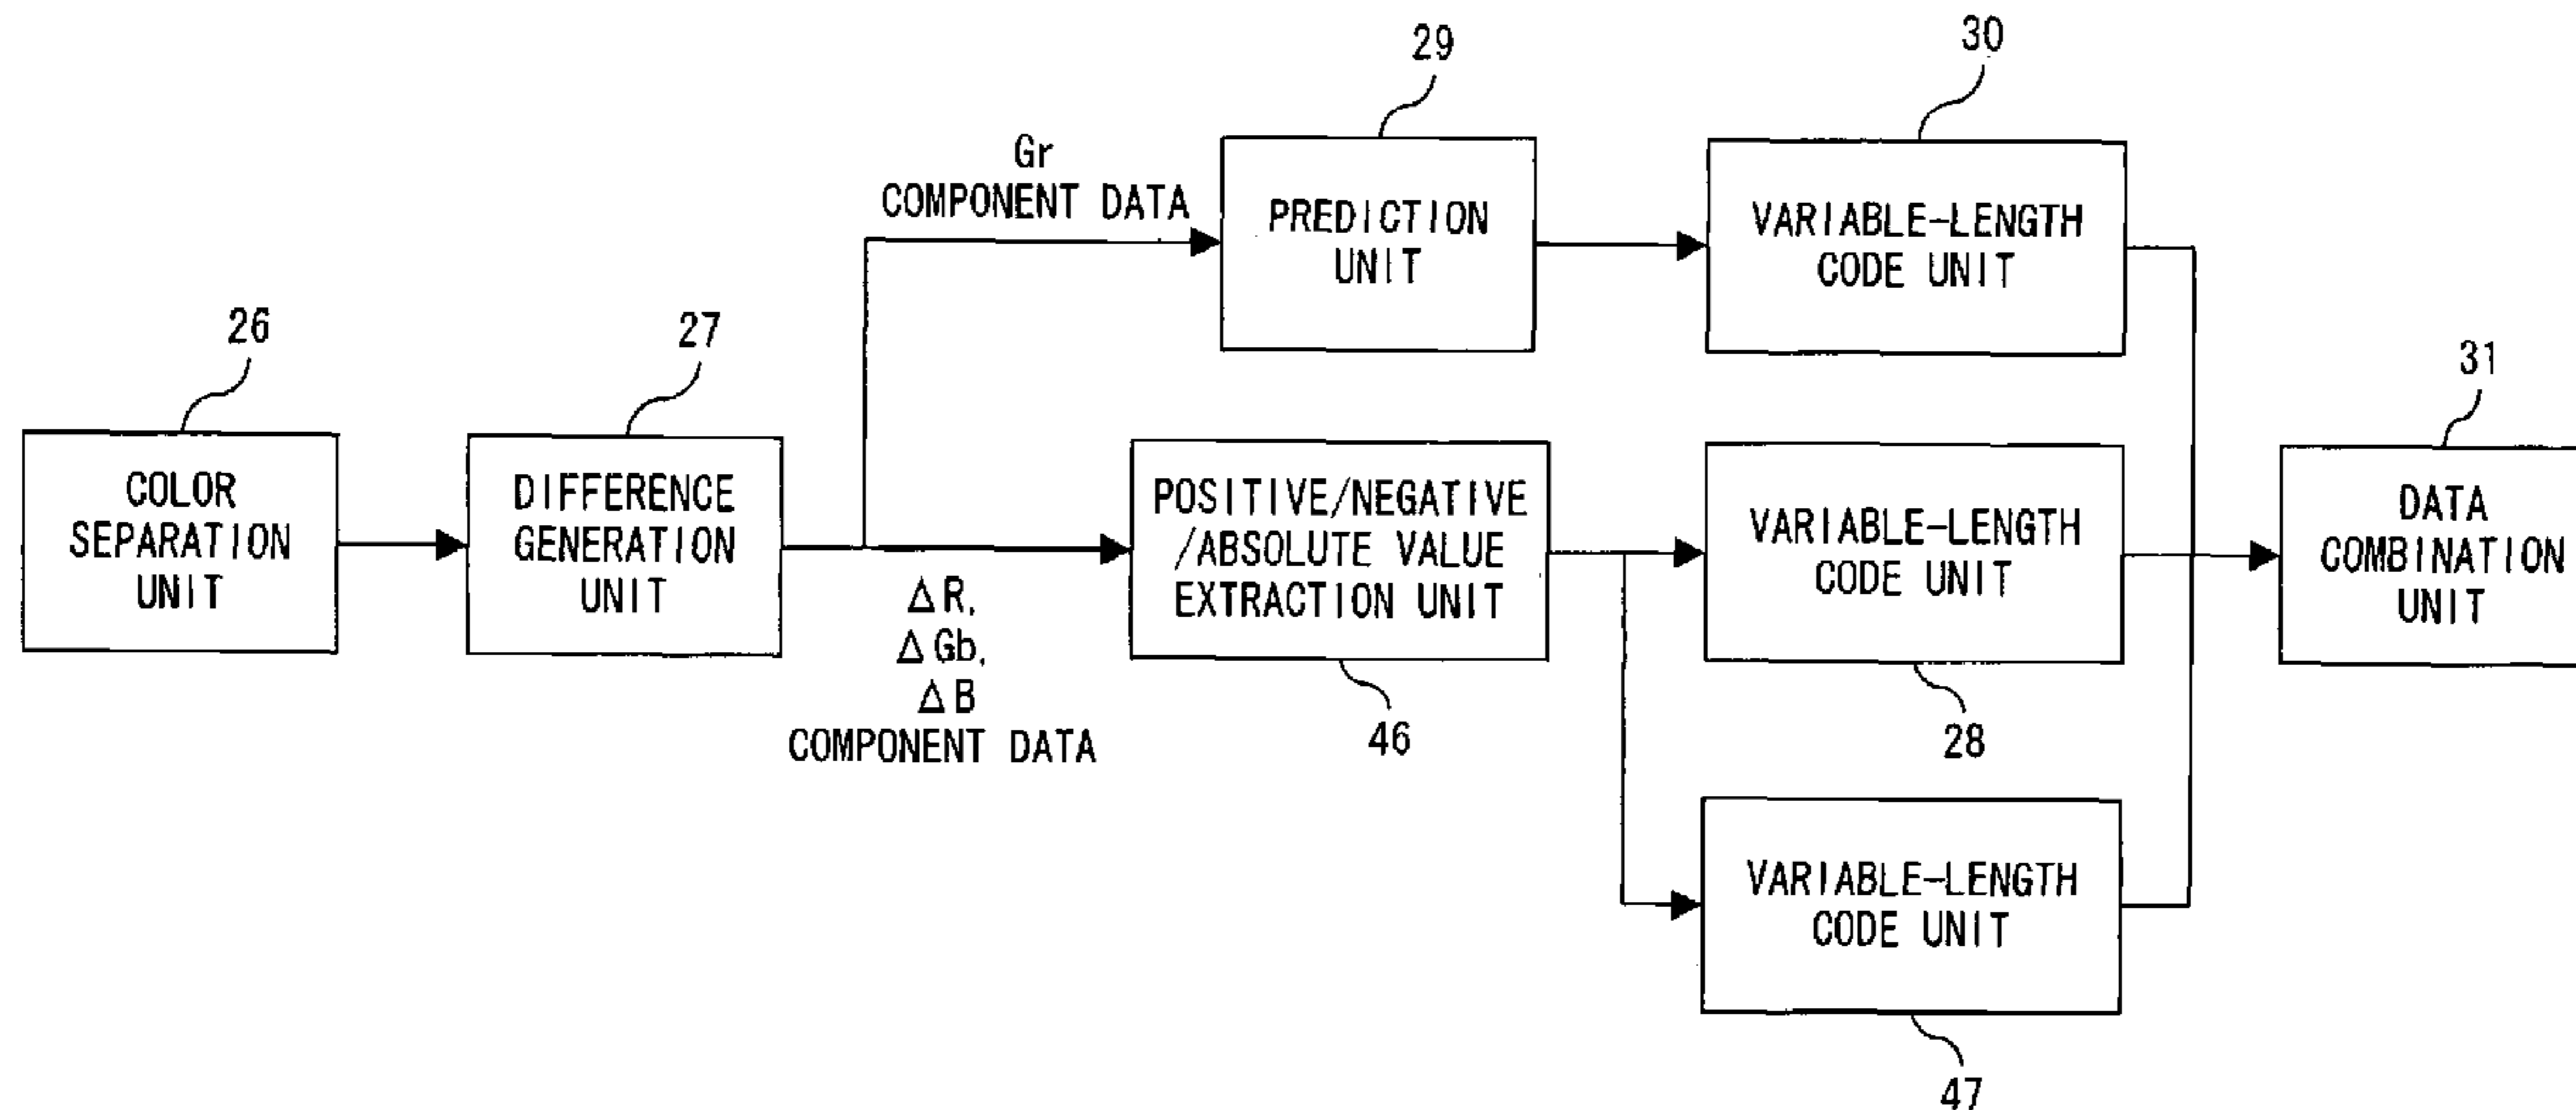 29
30
Gr
COMPONENT DATA
PREDICTION
UNIT
VARIABLE-LENGTH
CODE UNIT
26
27
31
COLOR
SEPARATION
UNIT
DIFFERENCE
GENERATION
UNIT
POSITIVE/NEGATIVE
/ABSOLUTE VALUE
EXTRACTION UNIT
VARIABLE-LENGTH
CODE UNIT
DATA
COMBINATION
UNIT
ΔR,
ΔGb,
ΔB
COMPONENT DATA
46
28
VARIABLE-LENGTH
CODE UNIT
47